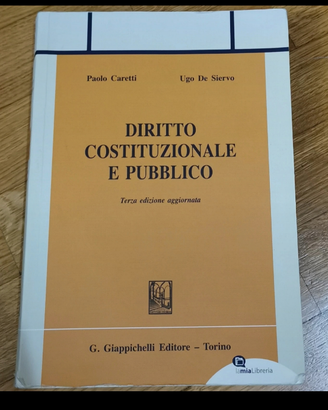 Paolo Caretti Ugo De Siervo
DIRITTO
COSTITUZIONALE
E PUBBLICO
Terza edizione aggiornata
G. Giappichelli Editore – Torino
lamiaLibreria